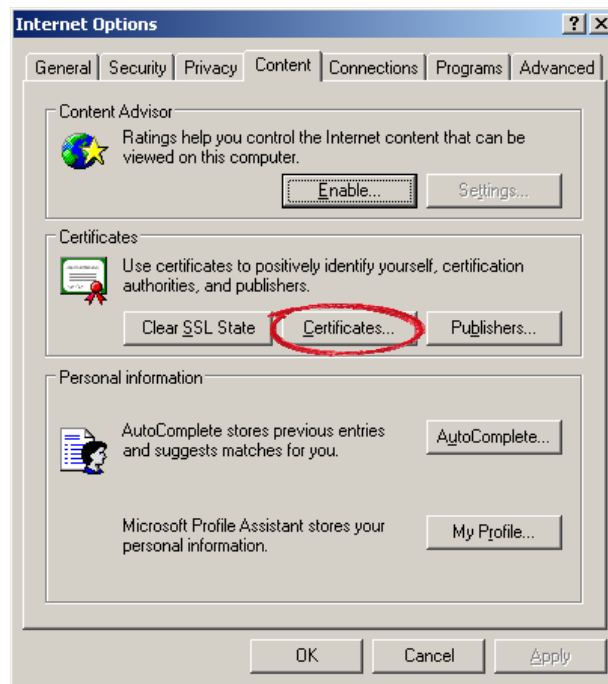 Internet Options
General Security Privacy Content Connections Programs Advanced
Content Advisor
Ratings help you control the Internet content that can be
viewed on this computer.
Enable... Settings...
Certificates
Use certificates to positively identify yourself, certification
authorities, and publishers.
Clear SSL State Certificates... Publishers...
Personal information
AutoComplete stores previous entries
and suggests matches for you.
AutoComplete...
Microsoft Profile Assistant stores your
personal information.
My Profile...
OK Cancel Apply